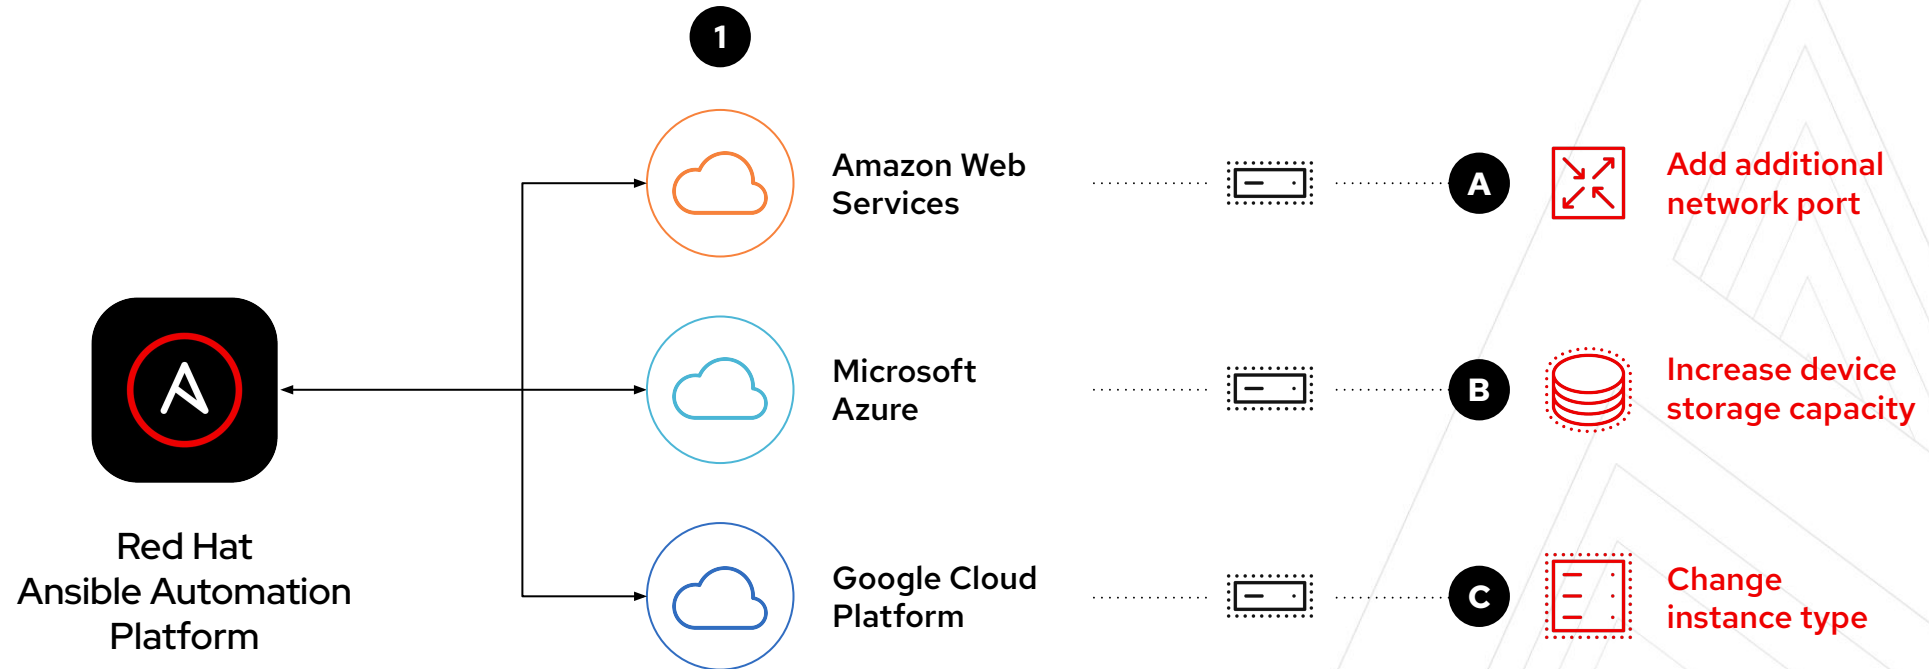 1
Amazon Web
Services
A
Add additional
network port
Microsoft
Azure
B
Increase device
storage capacity
Red Hat
Ansible Automation
Platform
Google Cloud
Platform
C
Change
instance type